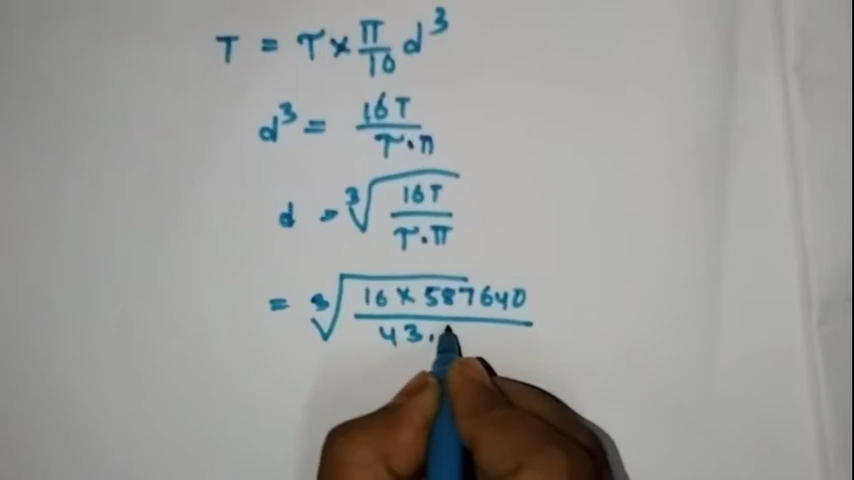 T = τ × π/16 d³
d³ = 16T/τ·π
d = ∛(16T/τ·π)
= ∛(16 × 587640/43.